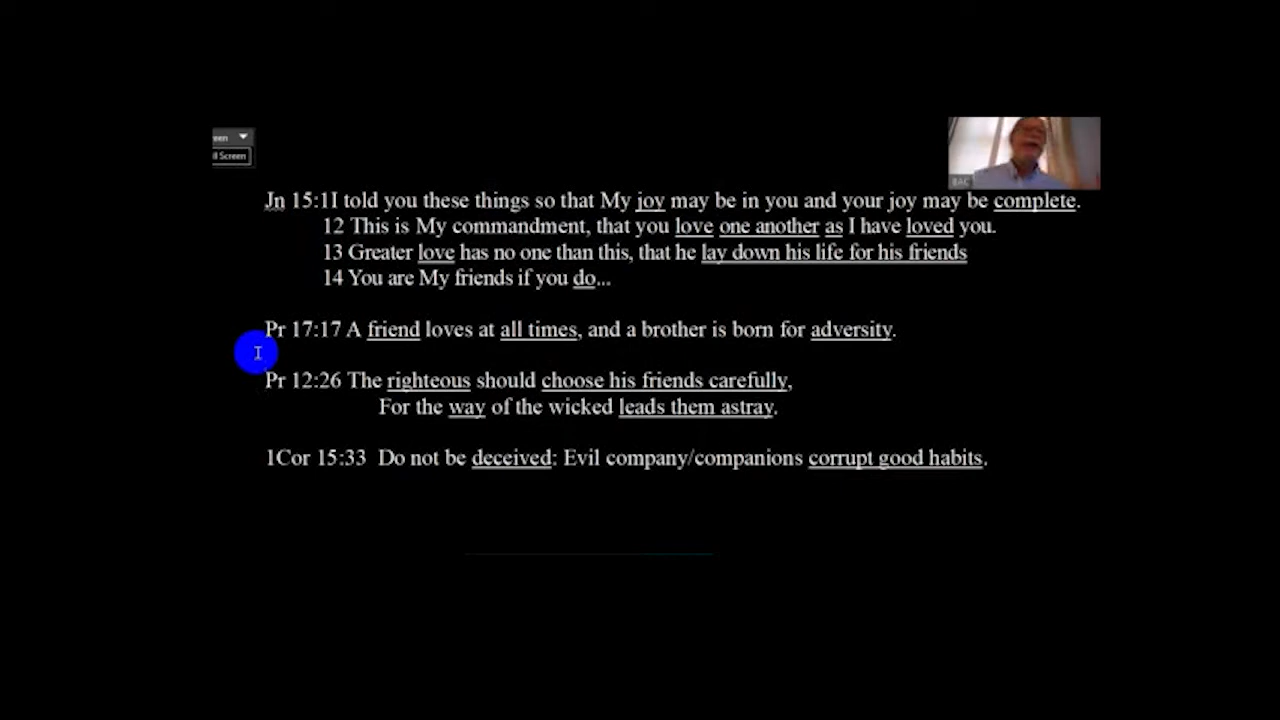 een
ll Screen
BAC
Jn 15:1I told you these things so that My joy may be in you and your joy may be complete.
12 This is My commandment, that you love one another as I have loved you.
13 Greater love has no one than this, that he lay down his life for his friends
14 You are My friends if you do...
Pr 17:17 A friend loves at all times, and a brother is born for adversity.
Pr 12:26 The righteous should choose his friends carefully,
For the way of the wicked leads them astray.
1Cor 15:33 Do not be deceived: Evil company/companions corrupt good habits.